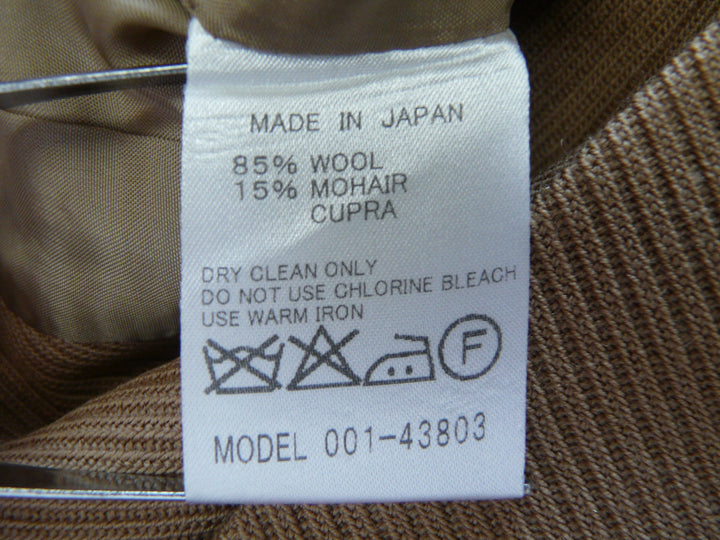 MADE IN JAPAN
85% WOOL
15% MOHAIR
CUPRA
DRY CLEAN ONLY
DO NOT USE CHLORINE BLEACH
USE WARM IRON
F
MODEL 001-43803